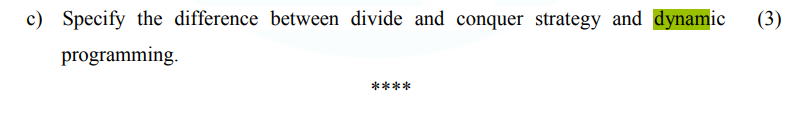 c) Specify the difference between divide and conquer strategy and dynamic (3)
programming.
****